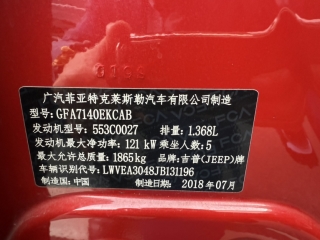 广汽菲亚特克莱斯勒汽车有限公司制造
型号: GFA7140EKCAB
发动机型号: 553C0027 排量: 1.368L
发动机最大净功率: 121 kW 乘坐人数: 5
最大允许总质量: 1865kg 品牌: 吉普(JEEP)牌
车辆识别代号: LWVEA3048JB131196
制造国: 中国 制造日期: 2018年07月